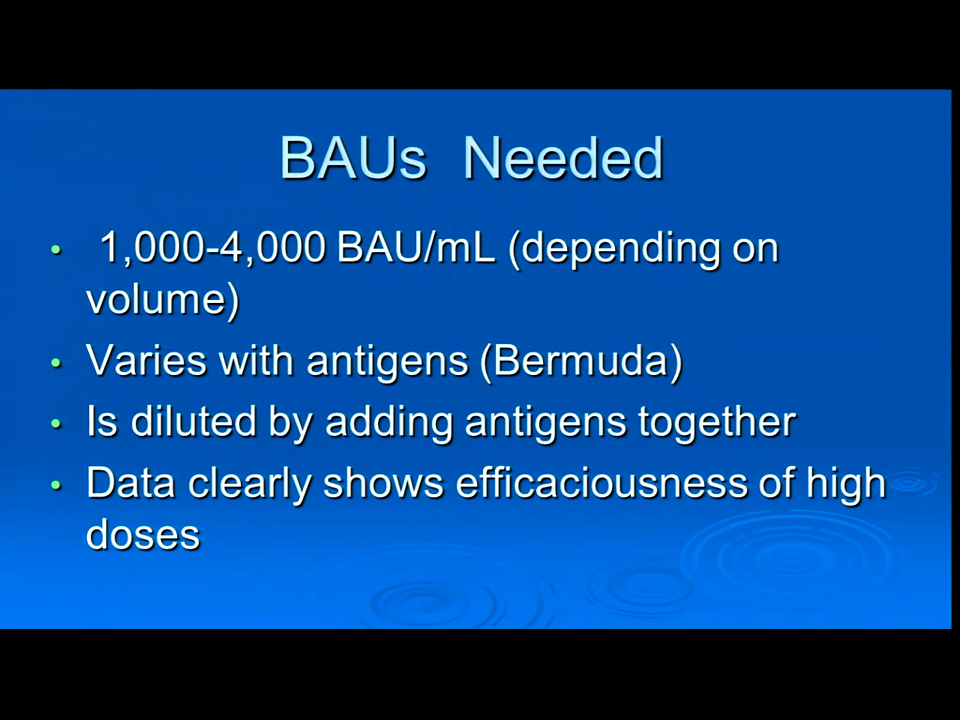 BAUs Needed
• 1,000-4,000 BAU/mL (depending on
volume)
• Varies with antigens (Bermuda)
• Is diluted by adding antigens together
• Data clearly shows efficaciousness of high
doses